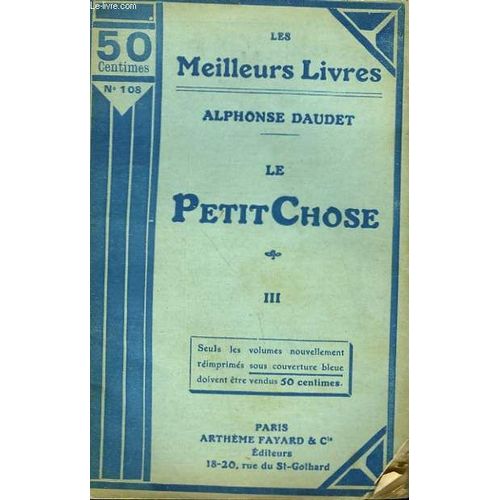 Le-livre.com
50
Centimes
N° 108
LES
Meilleurs Livres
ALPHONSE DAUDET
LE
PETIT CHOSE
III
Seuls les volumes nouvellement
réimprimés sous couverture bleue
doivent être vendus 50 centimes.
PARIS
ARTHÈME FAYARD & Cie
Éditeurs
18-20, rue du St-Gothard